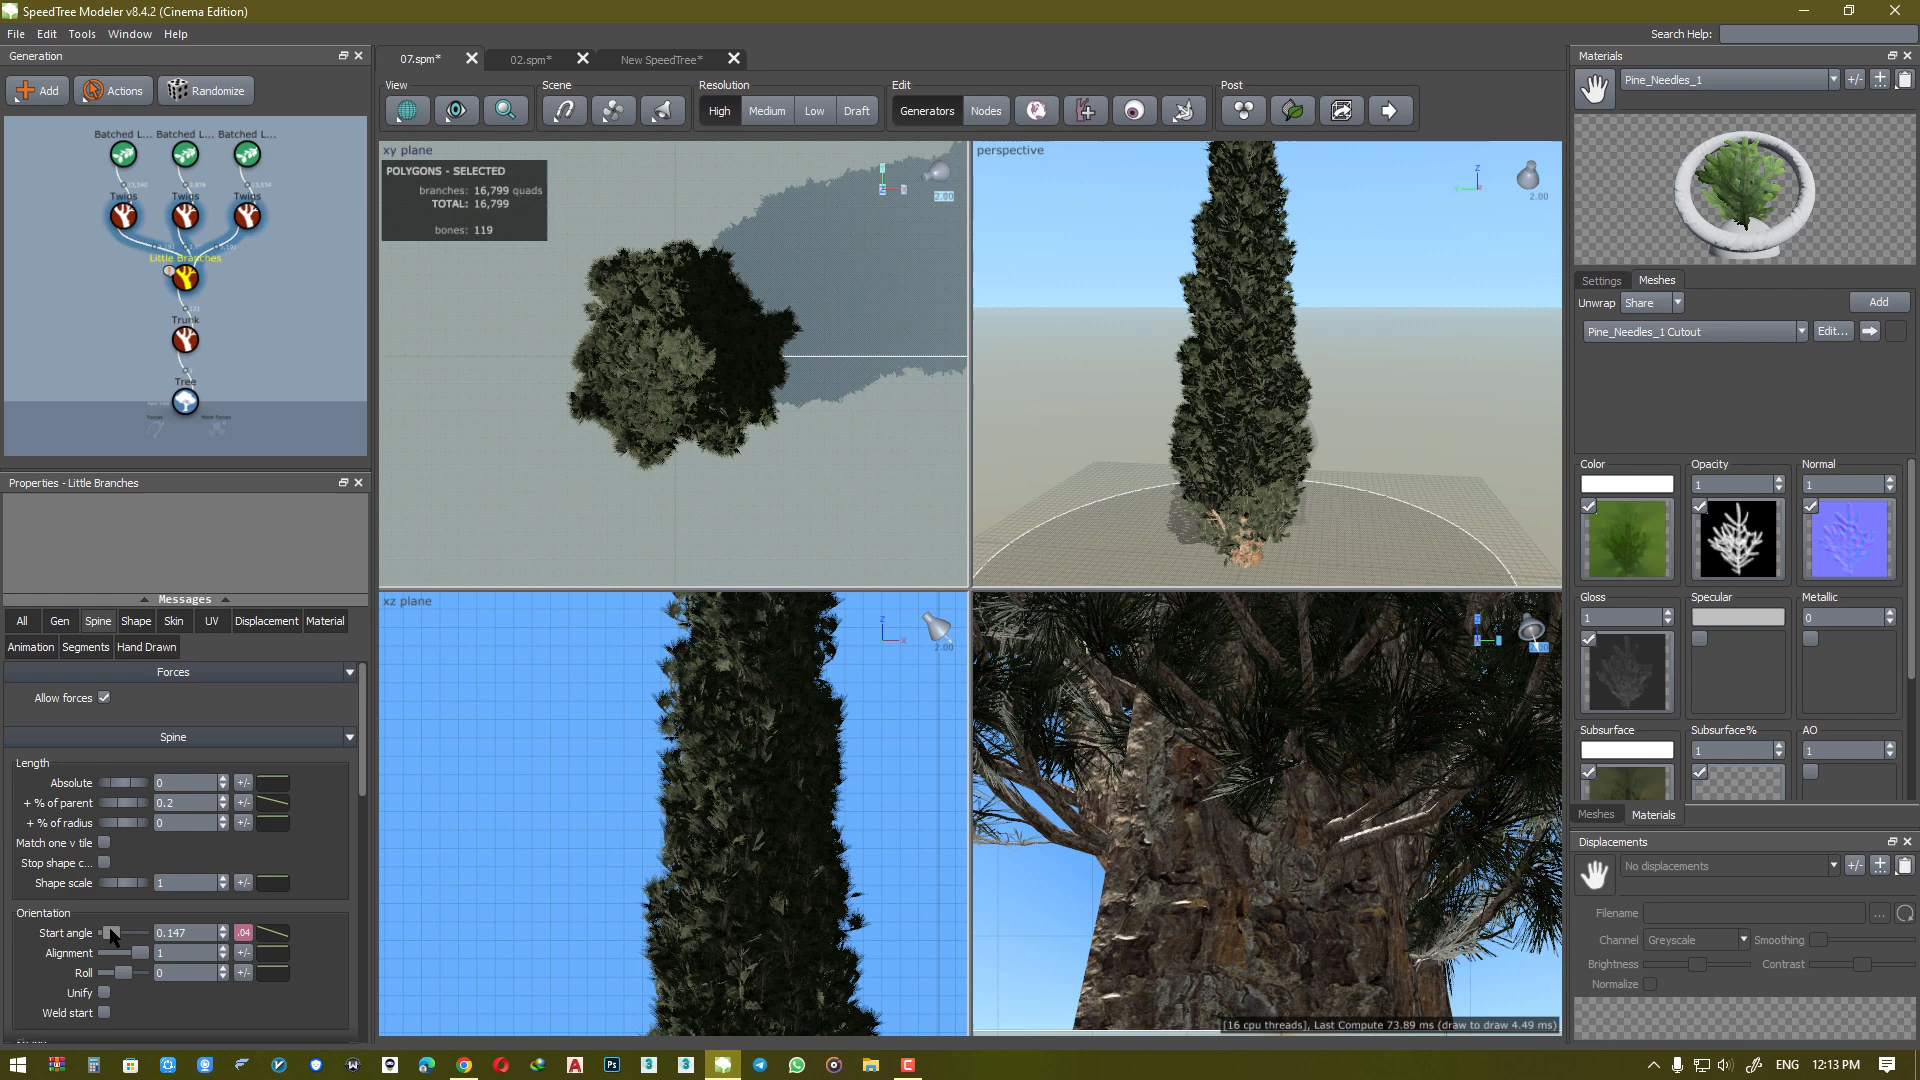 SpeedTree Modeler v8.4.2 (Cinema Edition)
File Edit Tools Window Help
Search Help:
Generation
Add Actions Randomize
Batched L... Batched L... Batched L...
Twigs Twigs Twigs
Little Branches
Trunk
Tree
Properties - Little Branches
Messages
All Gen Spine Shape Skin UV Displacement Material
Animation Segments Hand Drawn
Forces
Allow forces
Spine
Length
Absolute 0 +/-
+ % of parent 0.2 +/-
+ % of radius 0 +/-
Match one v tile
Stop shape c...
Shape scale 1 +/-
Orientation
Start angle 0.147 .04
Alignment 1 +/-
Roll 0 +/-
Unify
Weld start
07.spm* 02.spm* New SpeedTree*
View Scene Resolution Edit Post
High Medium Low Draft Generators Nodes
xy plane
POLYGONS - SELECTED
branches: 16,799 quads
TOTAL: 16,799
bones: 119
2.00
perspective
2.00
xz plane
2.00
[16 cpu threads], Last Compute 73.89 ms (draw to draw 4.49 ms)
Materials
Pine_Needles_1 +/-
Settings Meshes
Unwrap Share Add
Pine_Needles_1 Cutout Edit...
Color Opacity Normal
1 1
Gloss Specular Metallic
1 0
Subsurface Subsurface% AO
1 1
Meshes Materials
Displacements
No displacements +/-
Filename ...
Channel Greyscale Smoothing
Brightness Contrast
Normalize
ENG 12:13 PM